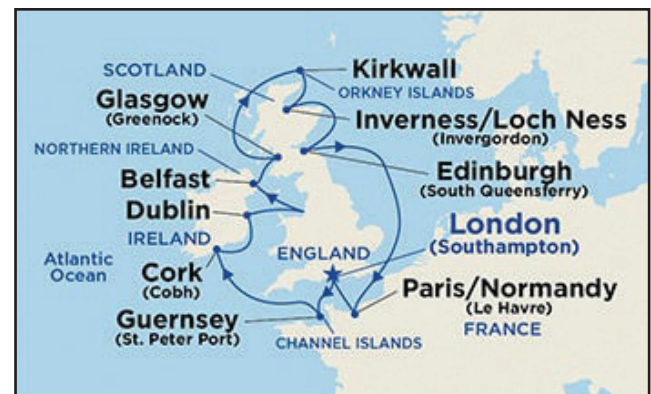 SCOTLAND
Kirkwall
ORKNEY ISLANDS
Glasgow
(Greenock)
Inverness/Loch Ness
(Invergordon)
NORTHERN IRELAND
Belfast
Edinburgh
(South Queensferry)
Dublin
IRELAND
London
(Southampton)
ENGLAND
Atlantic
Ocean
Cork
(Cobh)
Paris/Normandy
(Le Havre)
FRANCE
Guernsey
(St. Peter Port)
CHANNEL ISLANDS